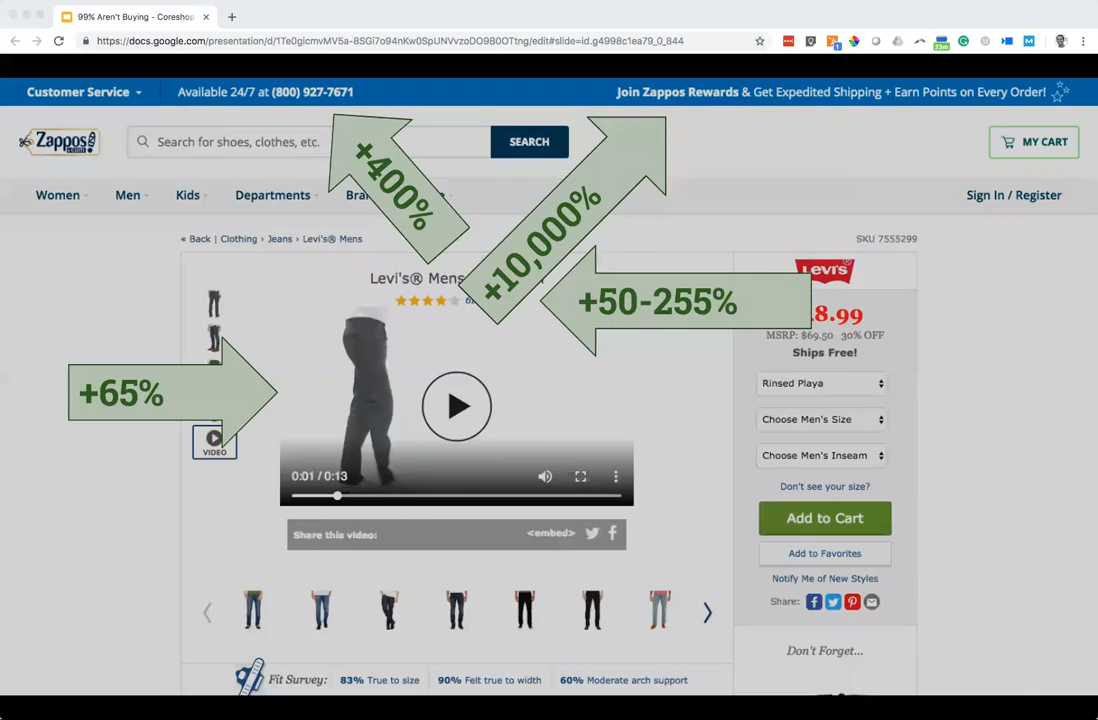 99% Aren't Buying - Coreshop
https://docs.google.com/presentation/d/1Te0gicmvMV5a-8SGi7o94nKw0SpUNVvzoDO9B0OTtng/edit#slide=id.g4998c1ea79_0_844
1
23m
Customer Service
Available 24/7 at (800) 927-7671
Join Zappos Rewards & Get Expedited Shipping + Earn Points on Every Order!
Zappos!
.com
Search for shoes, clothes, etc.
SEARCH
MY CART
Women
Men
Kids
Departments
Sign In / Register
+400%
+10,000%
+50-255%
+65%
« Back | Clothing › Jeans › Levi's® Mens
SKU 7555299
Levi's® Mens
Levi's
8.99
MSRP: $69.50 30% OFF
Ships Free!
Rinsed Playa
Choose Men's Size
Choose Men's Inseam
Don't see your size?
Add to Cart
Add to Favorites
Notify Me of New Styles
Share:
VIDEO
0:01 / 0:13
Share this video:
<embed>
Don't Forget...
Fit Survey:
83% True to size
90% Felt true to width
60% Moderate arch support